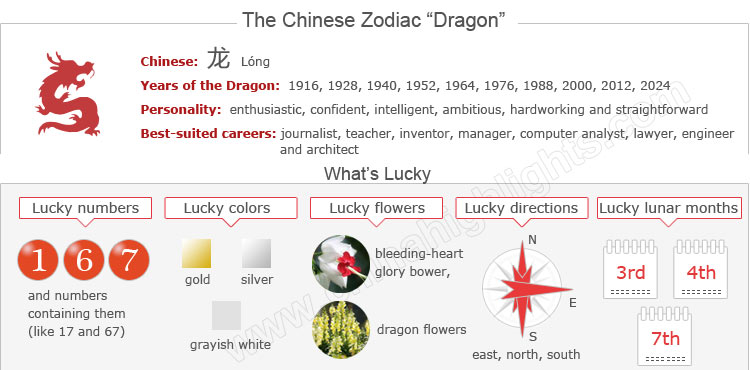 The Chinese Zodiac “Dragon”
Chinese: 龙 Lóng
Years of the Dragon: 1916, 1928, 1940, 1952, 1964, 1976, 1988, 2000, 2012, 2024
Personality: enthusiastic, confident, intelligent, ambitious, hardworking and straightforward
Best-suited careers: journalist, teacher, inventor, manager, computer analyst, lawyer, engineer
and architect
What’s Lucky
Lucky numbers
1 6 7
and numbers
containing them
(like 17 and 67)
Lucky colors
gold silver
grayish white
Lucky flowers
bleeding-heart
glory bower,
dragon flowers
Lucky directions
N
E
S
east, north, south
Lucky lunar months
3rd 4th
7th
www.chinahighlights.com